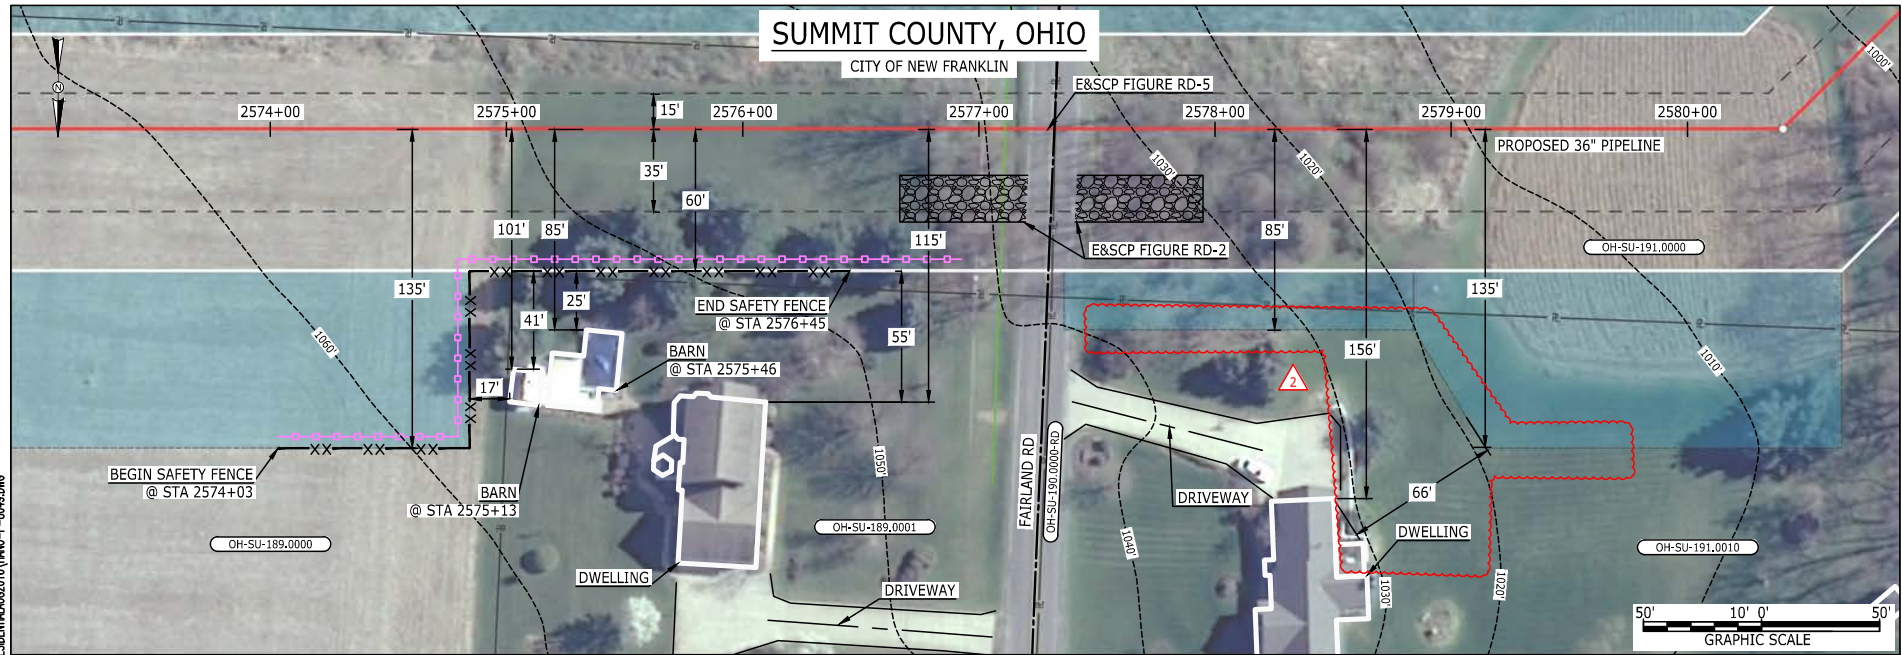 SUMMIT COUNTY, OHIO
CITY OF NEW FRANKLIN
N
E&SCP FIGURE RD-5
1000'
2574+00
2575+00
2576+00
2577+00
2578+00
2579+00
2580+00
15'
PROPOSED 36" PIPELINE
35'
60'
1030'
1020'
101'
85'
115'
85'
E&SCP FIGURE RD-2
OH-SU-191.0000
135'
25'
135'
41'
END SAFETY FENCE
@ STA 2576+45
55'
1060'
156'
1010'
BARN
@ STA 2575+46
17'
2
BEGIN SAFETY FENCE
@ STA 2574+03
BARN
@ STA 2575+13
1050'
FAIRLAND RD
OH-SU-190.0000-RD
DRIVEWAY
66'
OH-SU-189.0000
OH-SU-189.0001
1040'
DWELLING
OH-SU-191.0010
DWELLING
DRIVEWAY
1030'
1020'
50' 10' 0' 50'
GRAPHIC SCALE